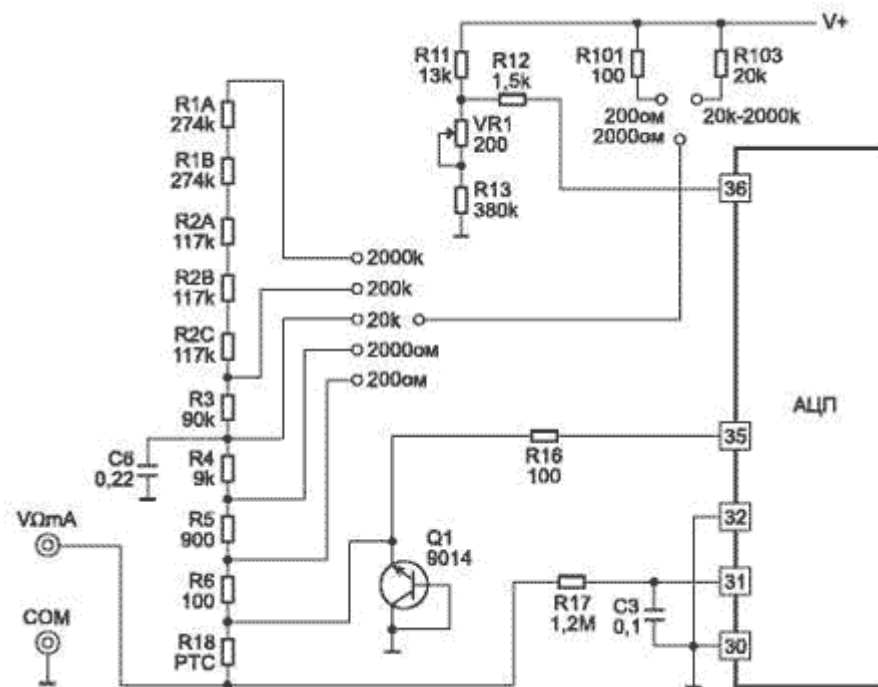 V+
R11
13k
R12
1,5k
R101
100
R103
20k
200ом
2000ом
20k-2000k
R1A
274k
VR1
200
R1B
274k
R13
380k
36
R2A
117k
R2B
117k
2000k
200k
20k
R2C
117k
2000ом
200ом
R3
90k
АЦП
35
R16
100
C6
0,22
R4
9k
VΩmA
R5
900
Q1
9014
32
R6
100
31
R17
1,2M
C3
0,1
COM
R18
PTC
30